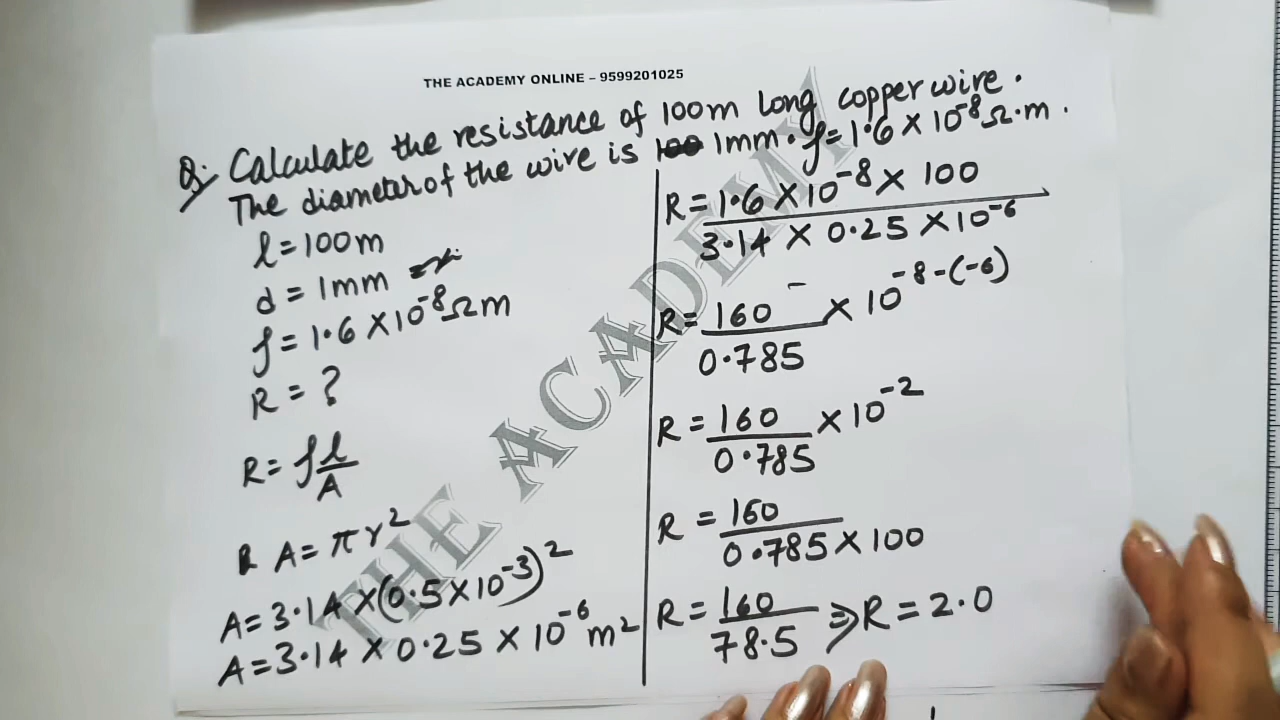 THE ACADEMY ONLINE – 9599201025
Q:- Calculate the resistance of 100m long copper wire.
The diameter of the wire is 1mm. ρ=1.6 × 10⁻⁸ Ω·m.
l = 100m
d = 1mm
ρ = 1.6 × 10⁻⁸ Ωm
R = ?
R = ρ l/A
A = πr²
A = 3.14 × (0.5 × 10⁻³)²
A = 3.14 × 0.25 × 10⁻⁶ m²
R = 1.6 × 10⁻⁸ × 100
3.14 × 0.25 × 10⁻⁶
R = 160 × 10⁻⁸⁻⁽⁻⁶⁾
0.785
R = 160 × 10⁻²
0.785
R = 160
0.785 × 100
R = 160 ⇒ R = 2.0
78.5
THE ACADEMY